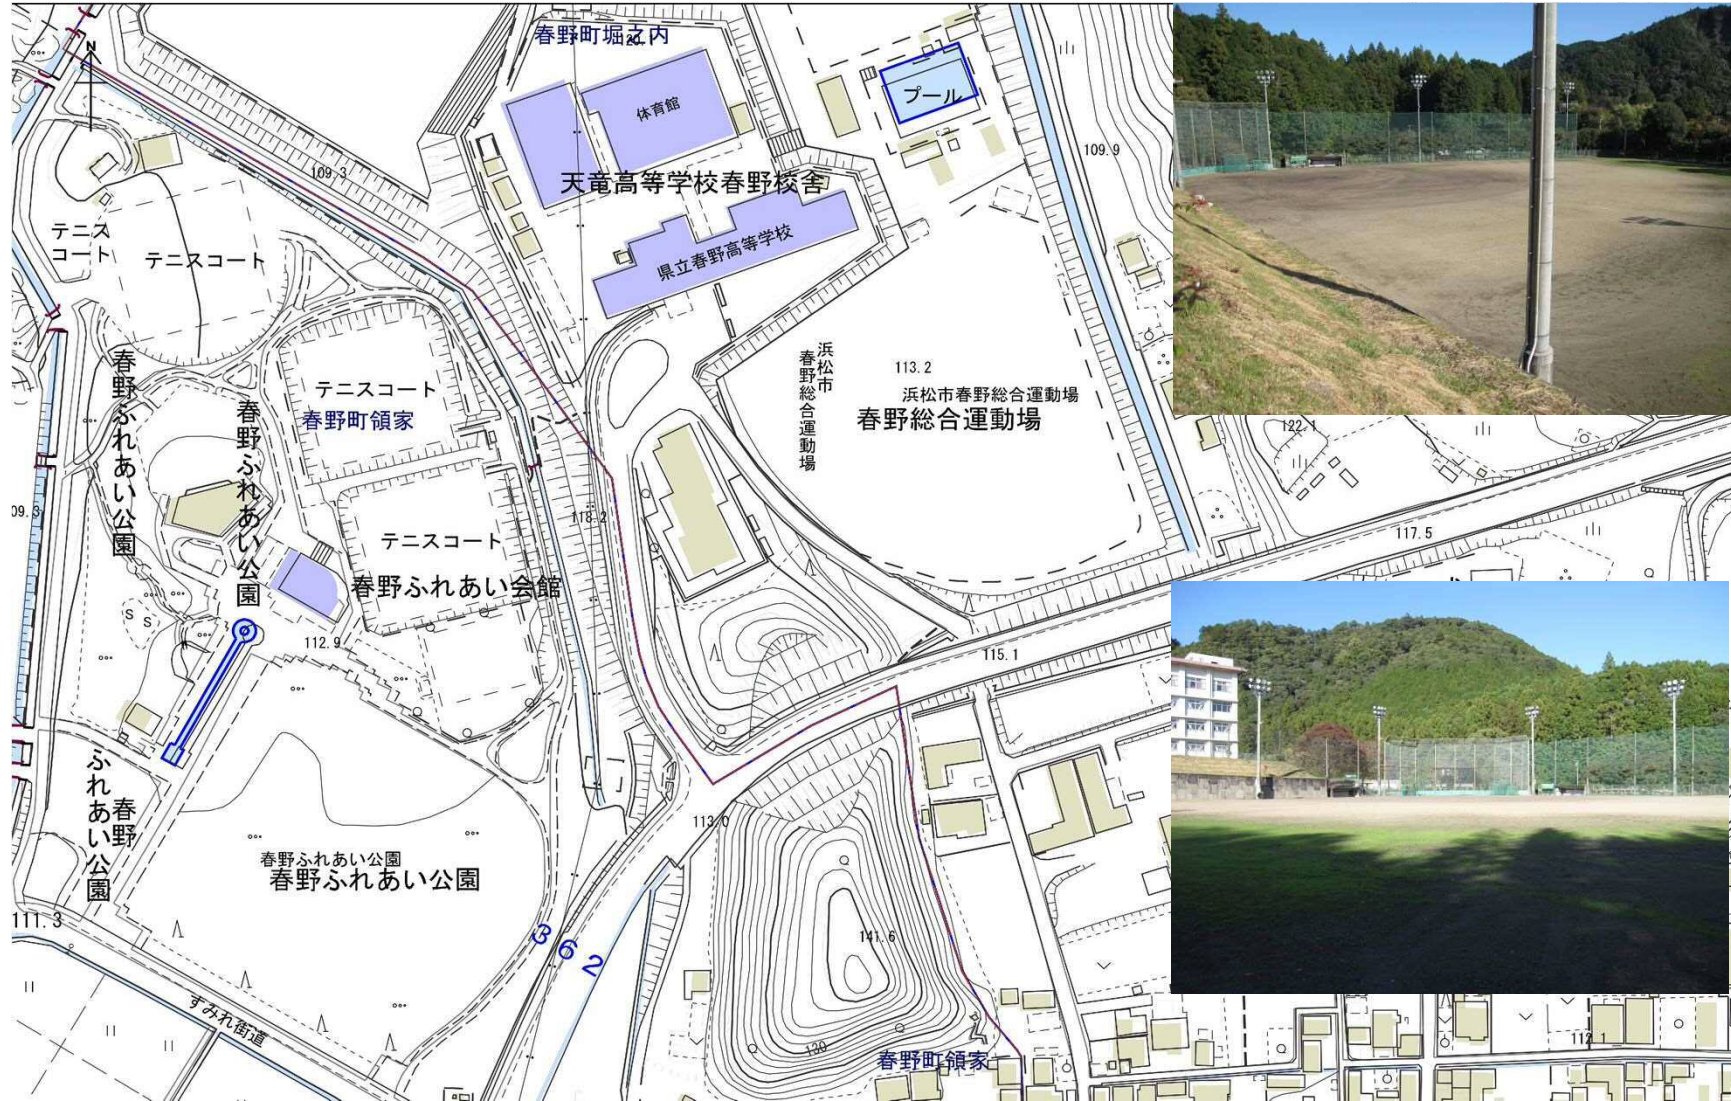 春野町堀之内
120.1
N
体育館
プール
109.9
109.3
天竜高等学校春野校舎
県立春野高等学校
テニス
コート
テニスコート
浜松市
春野総合運動場
113.2
浜松市春野総合運動場
春野総合運動場
春野ふれあい公園
春野ふれあい公園
テニスコート
春野町領家
122.1
117.5
09.3
118.2
テニスコート
春野ふれあい会館
S S
112.9
115.1
春野
ふれあい公園
113.0
春野ふれあい公園
春野ふれあい公園
111.3
362
141.6
すみれ街道
130
春野町領家
112.1